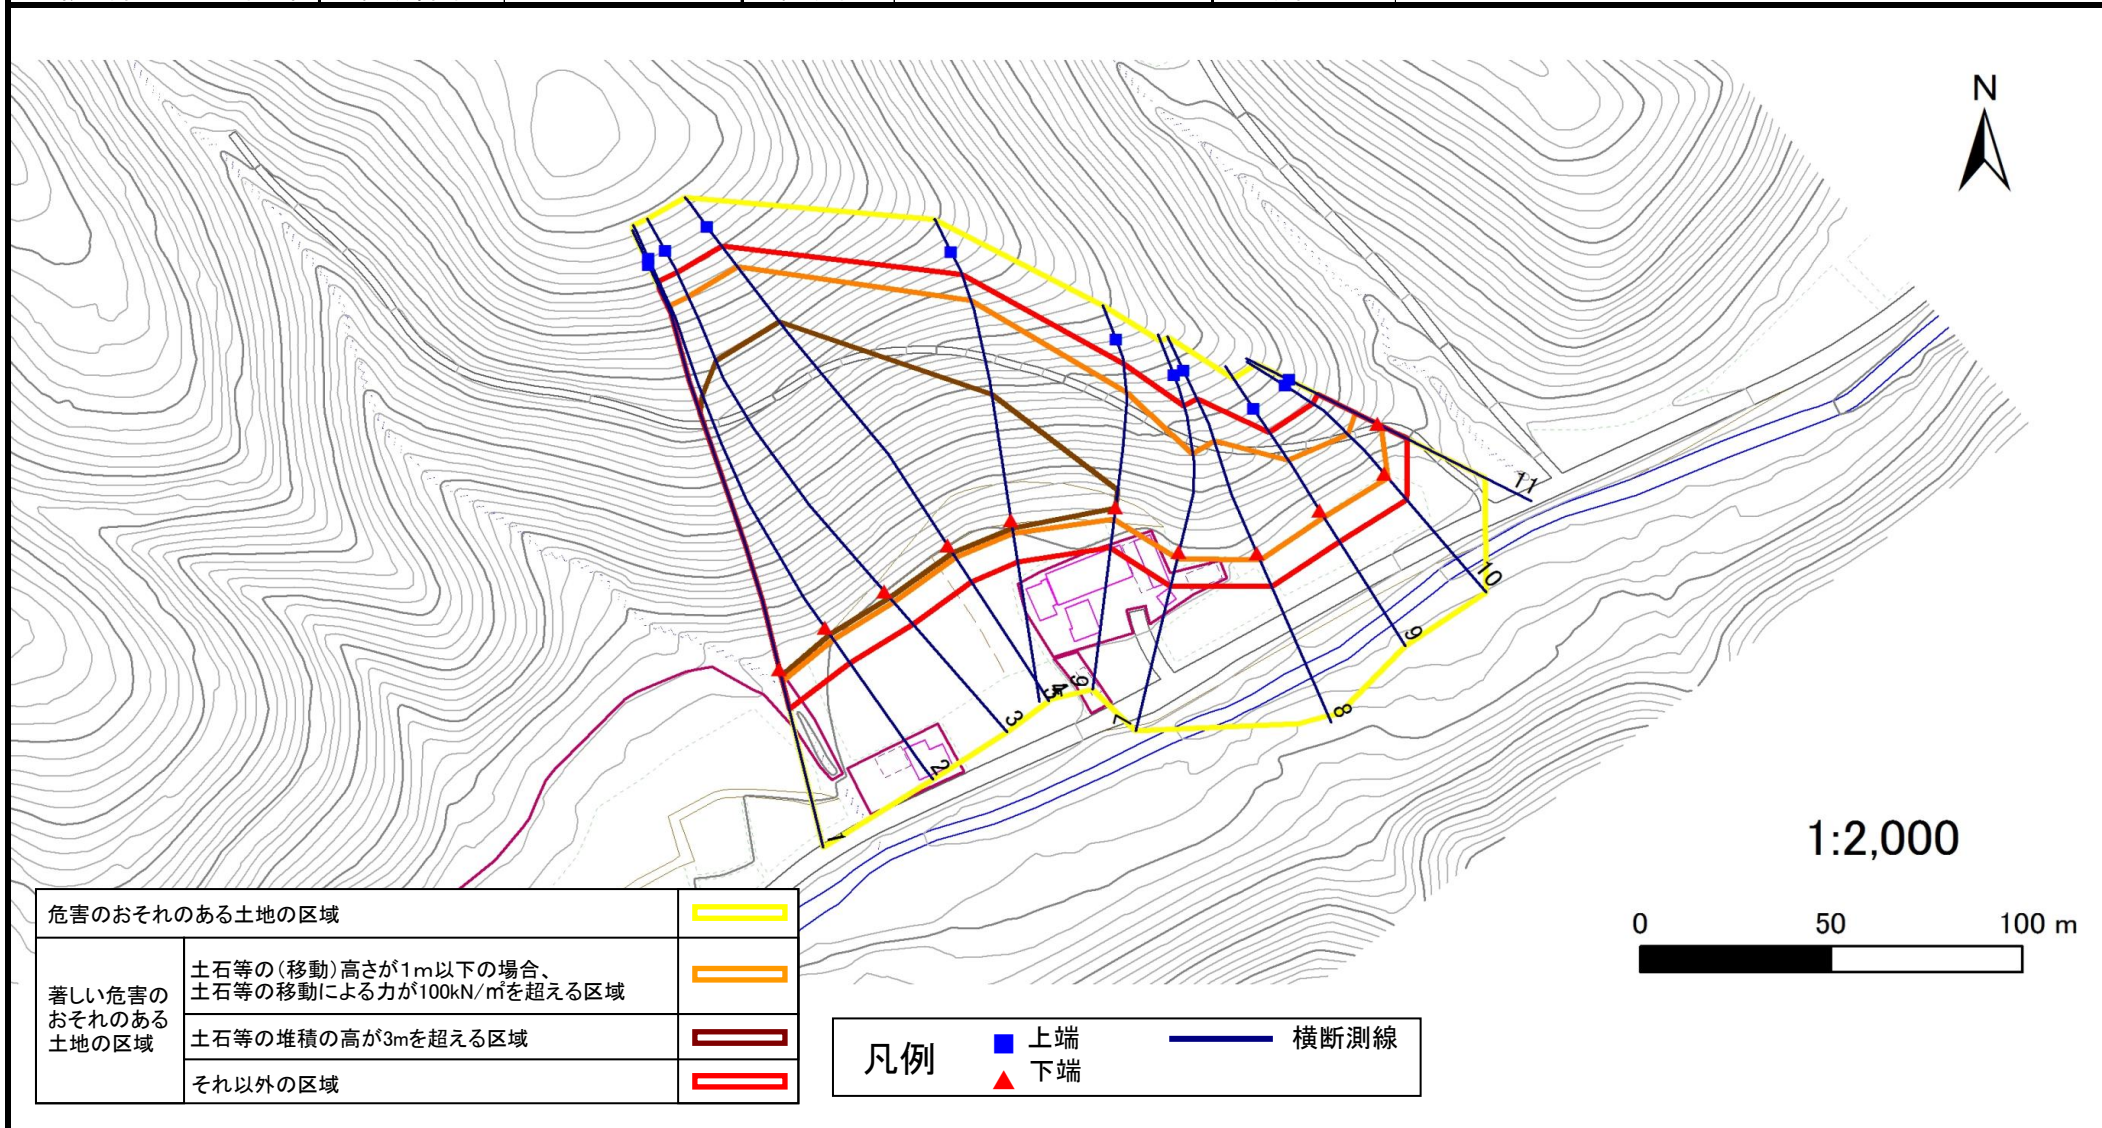 N
11
10
9
8
7
6
4
5
3
2
1
1:2,000
0 50 100 m
危害のおそれのある土地の区域
著しい危害の
おそれのある
土地の区域
土石等の(移動)高さが1m以下の場合、
土石等の移動による力が100kN/㎡を超える区域
土石等の堆積の高が3mを超える区域
それ以外の区域
凡例
上端
下端
横断測線